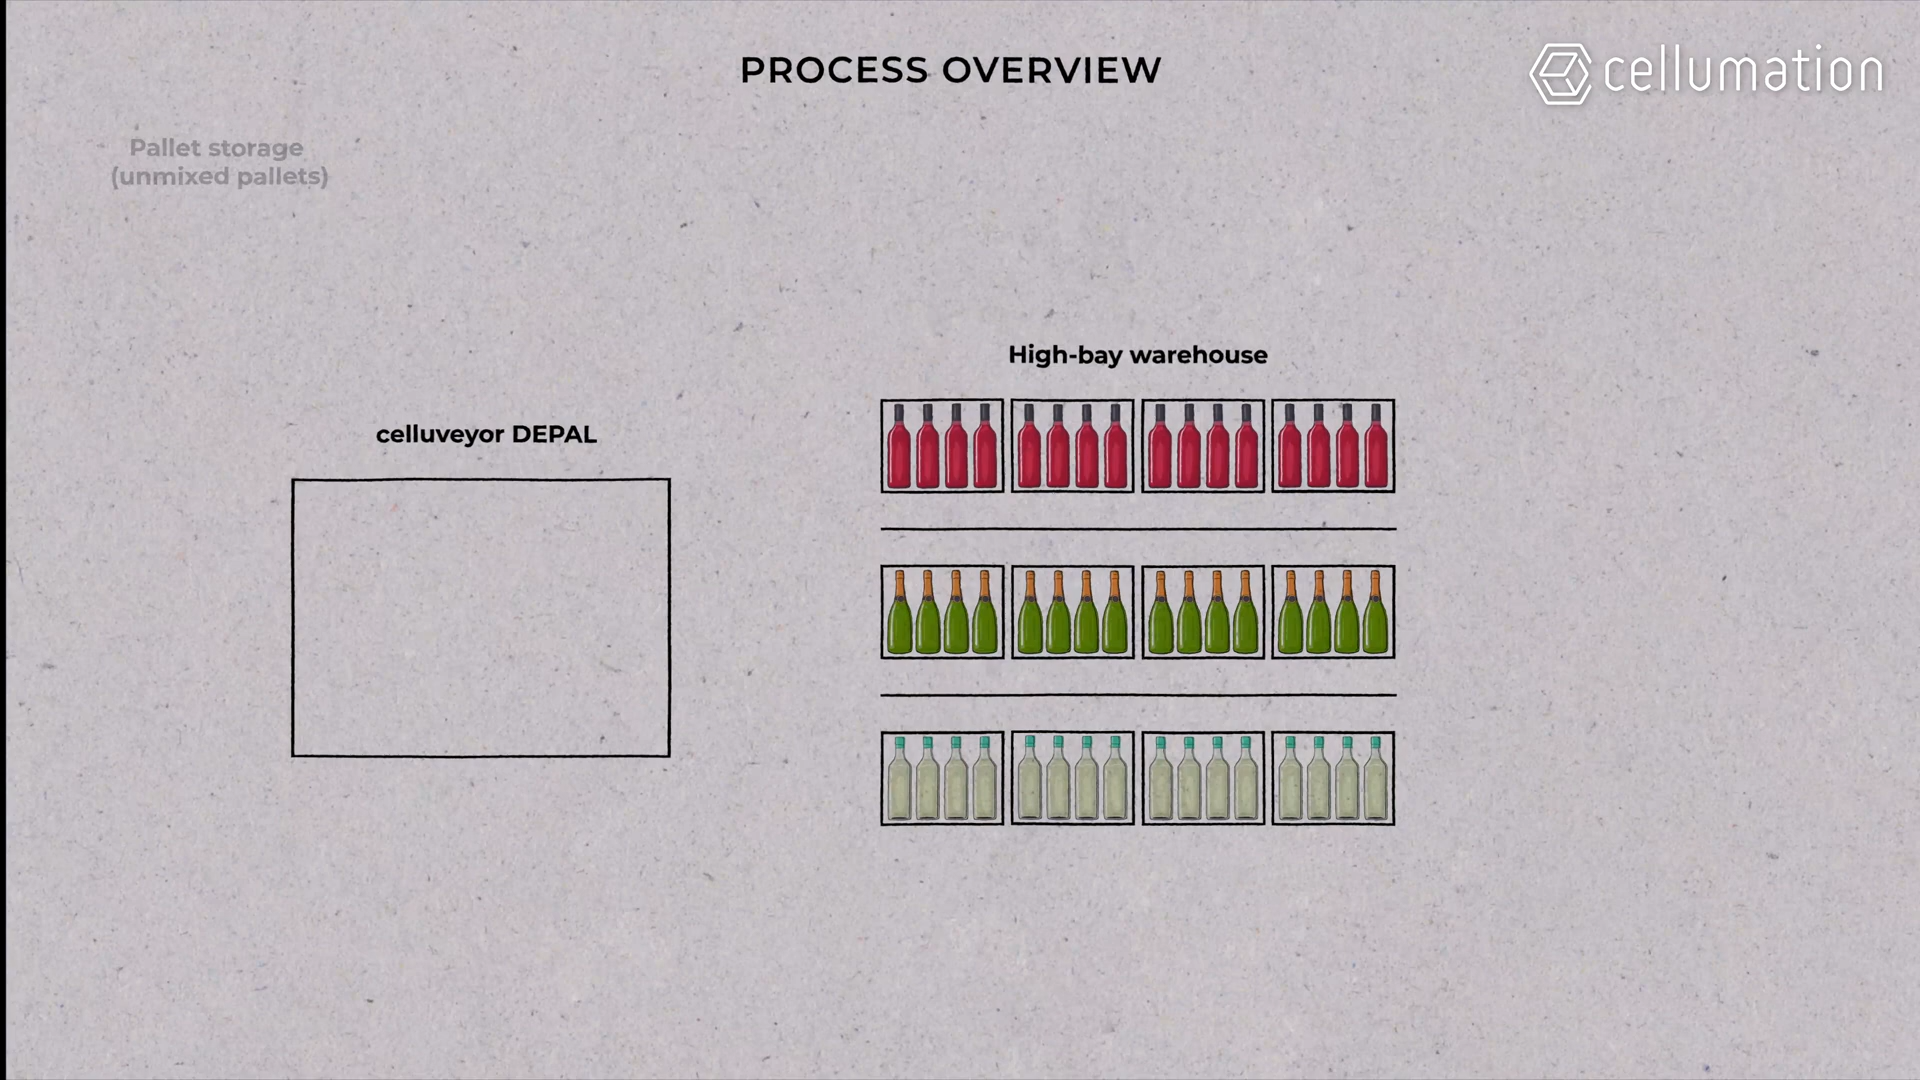 PROCESS OVERVIEW
cellumation
Pallet storage
(unmixed pallets)
High-bay warehouse
celluveyor DEPAL